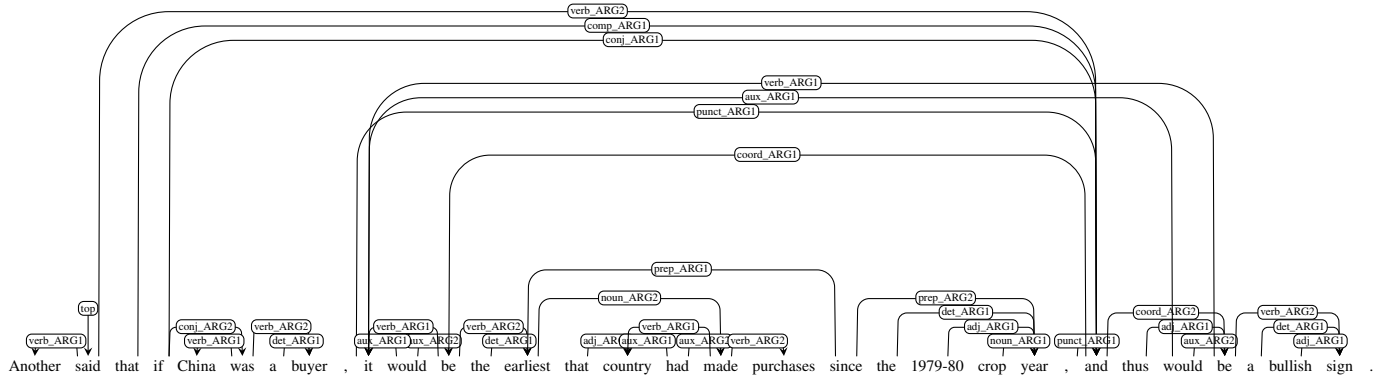 verb_ARG2
comp_ARG1
conj_ARG1
verb_ARG1
aux_ARG1
punct_ARG1
coord_ARG1
prep_ARG1
noun_ARG2 prep_ARG2
top det_ARG1 coord_ARG2 verb_ARG2
conj_ARG2 verb_ARG2 verb_ARG1 verb_ARG2 verb_ARG1 adj_ARG1 adj_ARG1 det_ARG1
verb_ARG1 verb_ARG1 det_ARG1 aux_ARG1 aux_ARG2 det_ARG1 aux_ARG1 aux_ARG2 verb_ARG2 noun_ARG1 punct_ARG1 aux_ARG2 adj_ARG1
Another said that if China was a buyer , it would be the earliest that country had made purchases since the 1979-80 crop year , and thus would be a bullish sign .